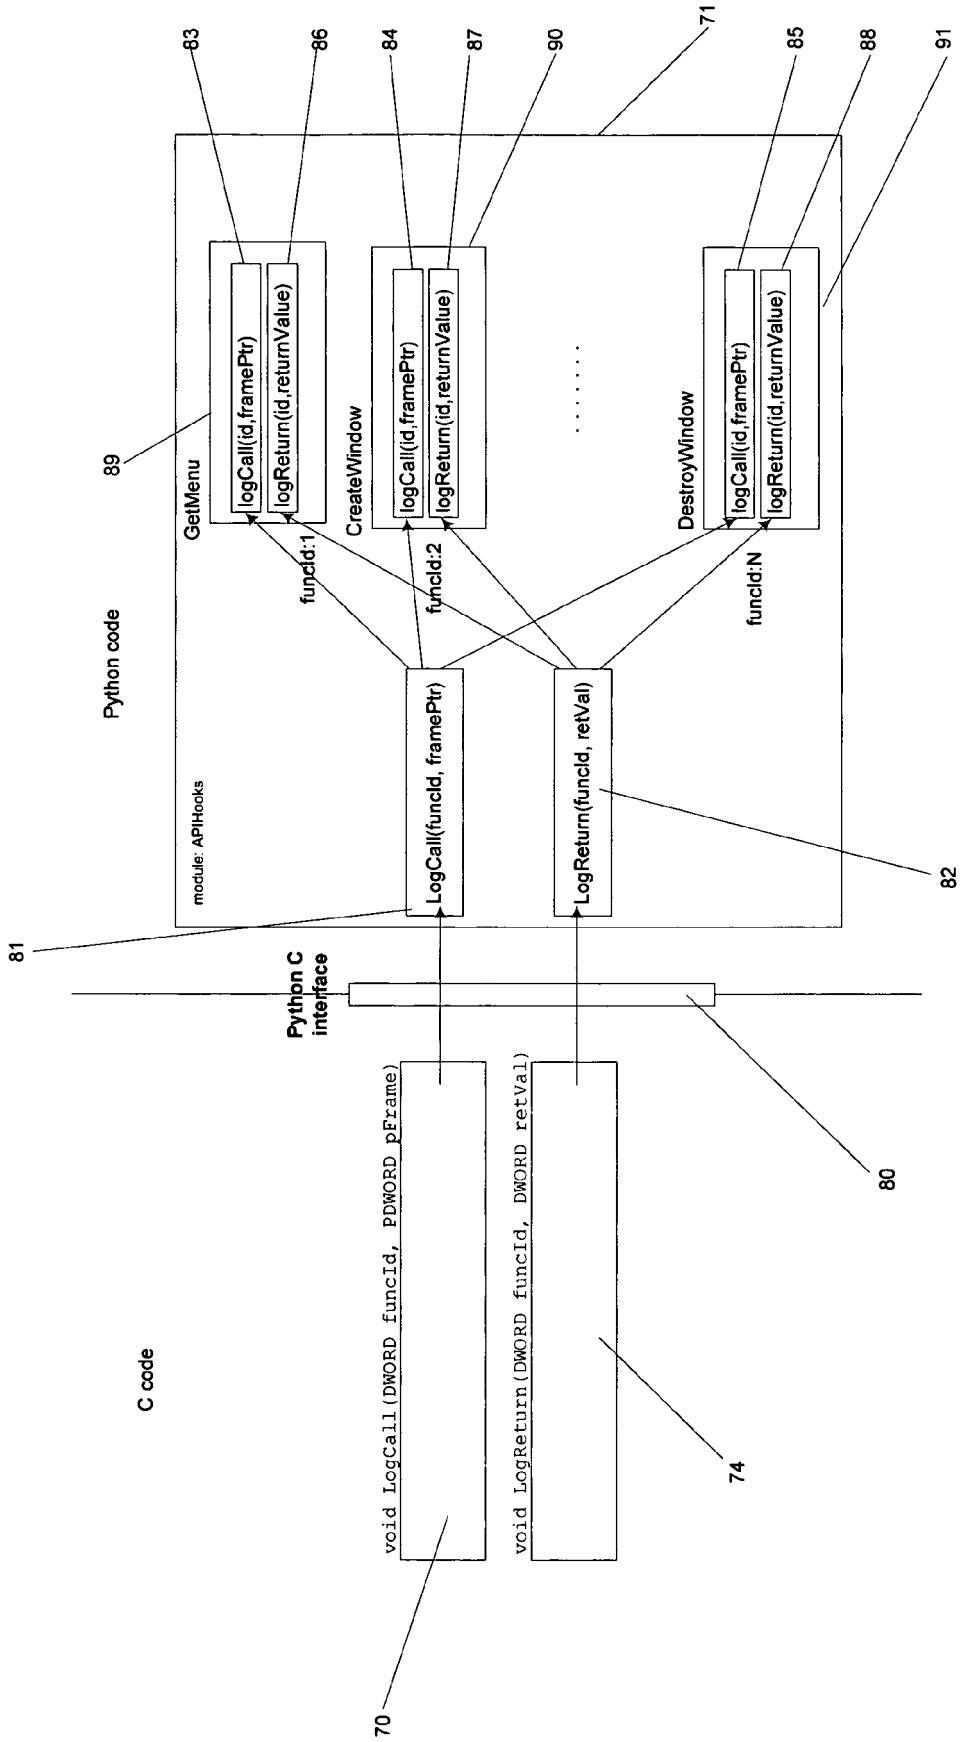 C code
void LogCall(DWORD funcId, PDWORD pFrame)
70
void LogReturn(DWORD funcId, DWORD retVal)
74
Python C
interface
80
Python code
module: APIHooks
81
LogCall(funcId, framePtr)
LogReturn(funcId, retVal)
82
89
GetMenu
logCall(id,framePtr)
logReturn(id,returnValue)
funcId:1
83
86
CreateWindow
logCall(id,framePtr)
logReturn(id,returnValue)
funcId:2
84
87
90
. . . . . . . .
DestroyWindow
logCall(id,framePtr)
logReturn(id,returnValue)
funcId:N
71
85
88
91